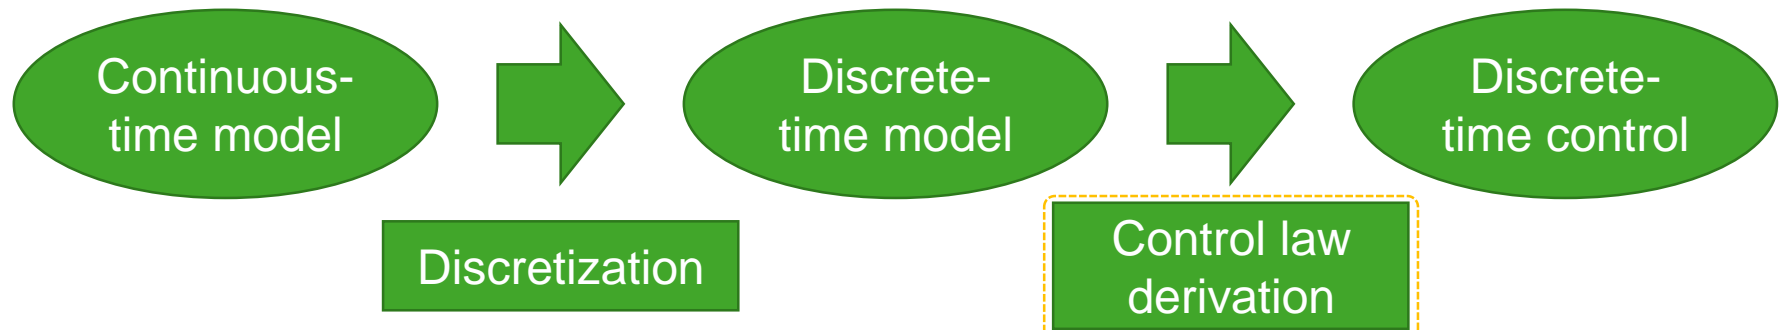 Continuous-
time model
Discrete-
time model
Discrete-
time control
Discretization
Control law
derivation